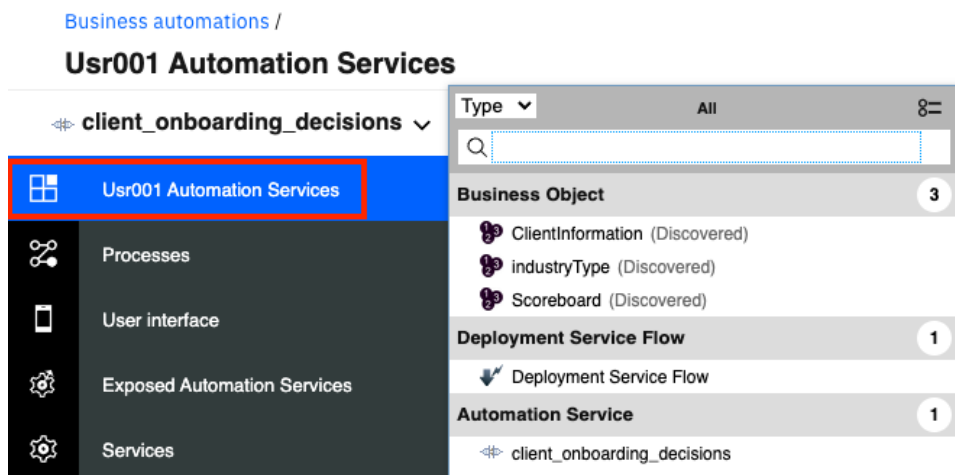 Business automations /
Usr001 Automation Services
client_onboarding_decisions
Usr001 Automation Services
Processes
User interface
Exposed Automation Services
Services
Type
All
Business Object 3
ClientInformation (Discovered)
industryType (Discovered)
Scoreboard (Discovered)
Deployment Service Flow 1
Deployment Service Flow
Automation Service 1
client_onboarding_decisions